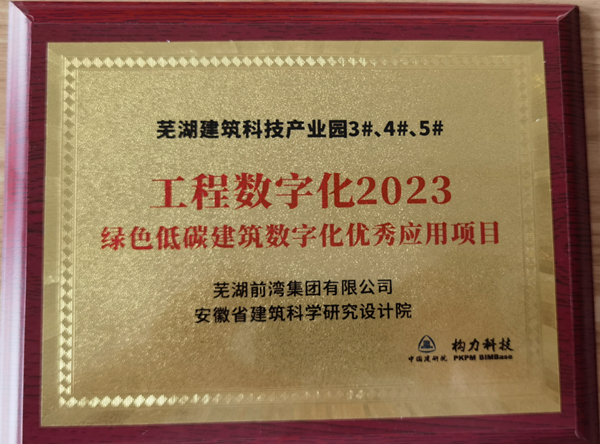 芜湖建筑科技产业园3#、4#、5#
工程数字化2023
绿色低碳建筑数字化优秀应用项目
芜湖前湾集团有限公司
安徽省建筑科学研究设计院
中国建研院
构力科技
PKPM BIMBase